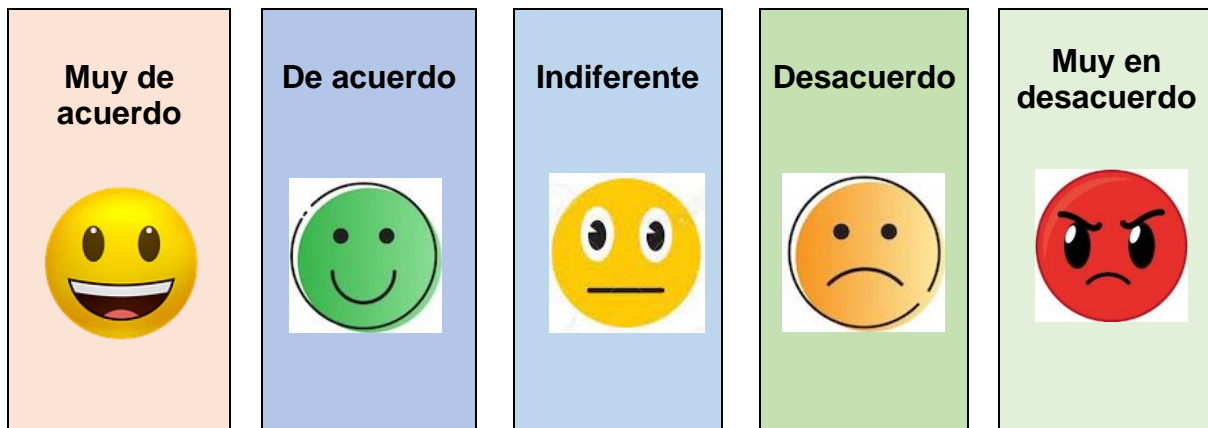 Muy de
acuerdo
De acuerdo
Indiferente
Desacuerdo
Muy en
desacuerdo